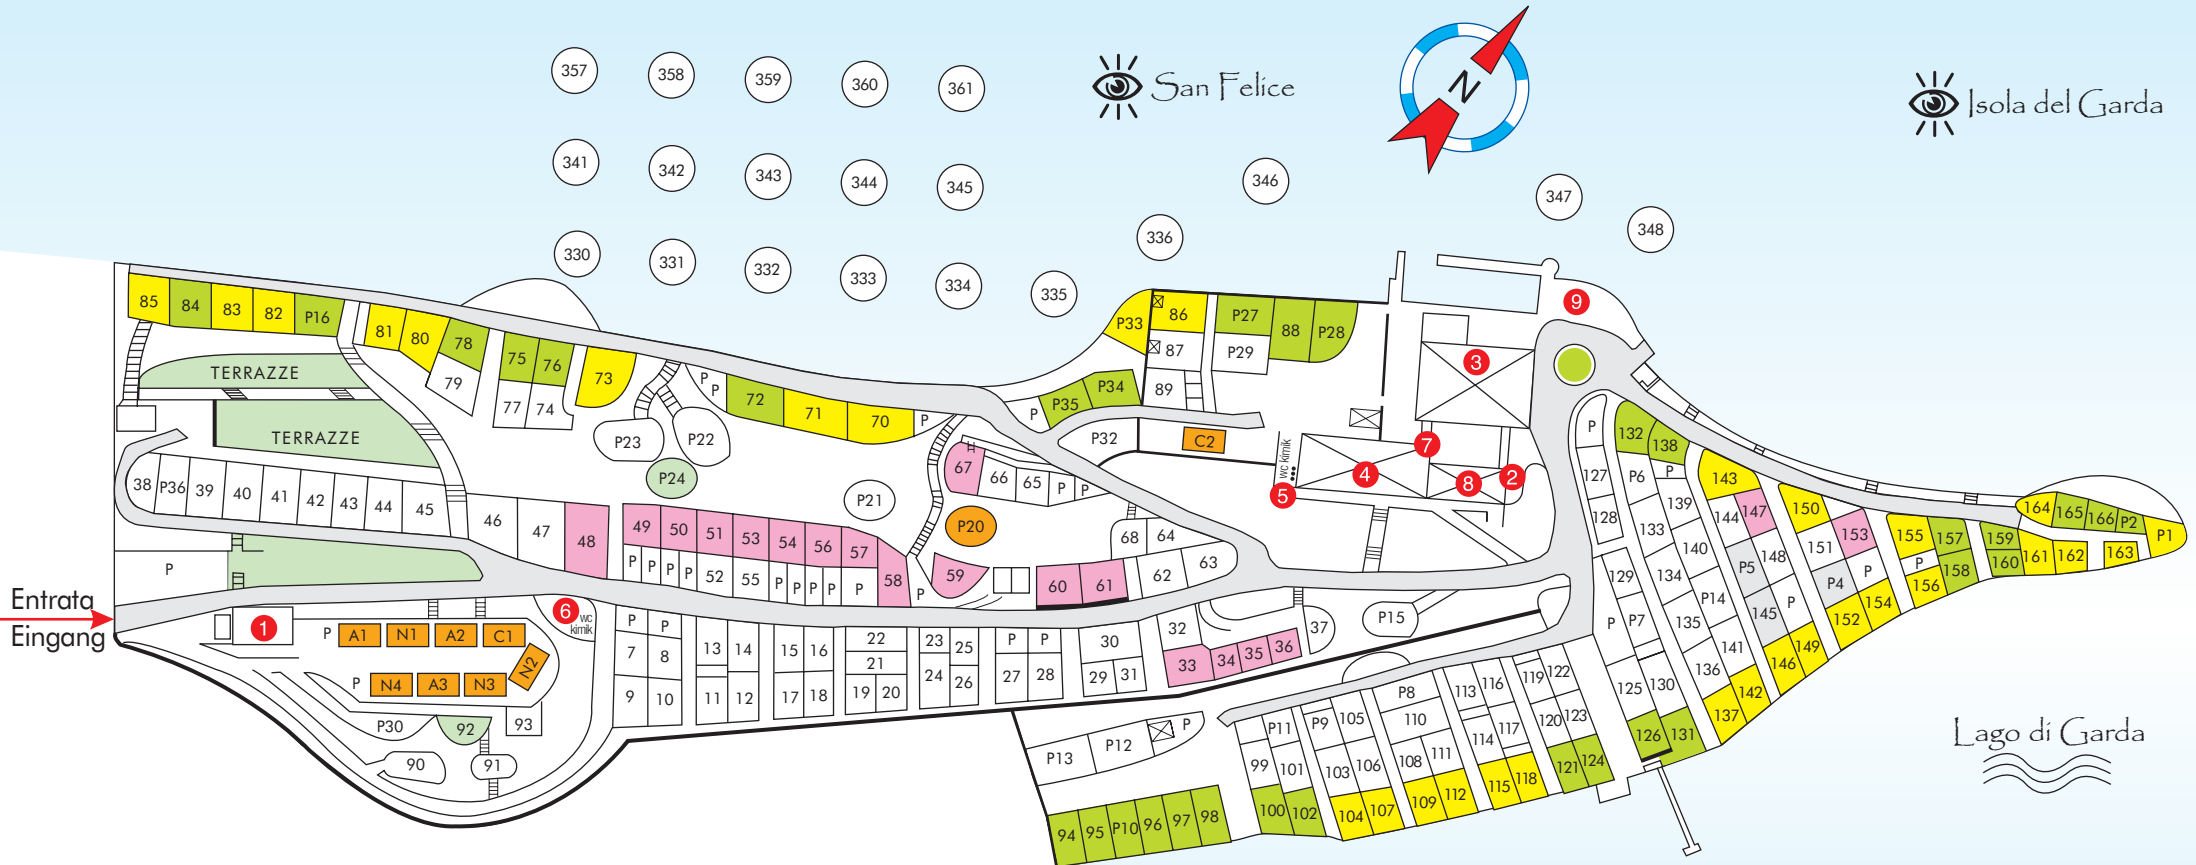 357 358 359 360 361
San Felice
N
Isola del Garda
341 342 343 344 345 346
347 348
336
330 331 332 333 334 335
85 84 83 82 P16
81 80 78 79
75 76 77 74
73
P P
72 71 70 P
P33 86 87 89
P27 88 P28 P29
P P35 P34
P32 C2
9
3
7
4
8
2
5
wc kimik
TERRAZZE
TERRAZZE
P23 P22
P24
P21
P20
H
67 66 65 P P
38 P36 39 40 41 42 43 44 45
46 47 48
49 50 51 53 54 56 57 58
P P P P 52 55 P P P P P
P
59
60 61 62 63
68 64
P
Entrata
Eingang
1
6
wc
kimik
P A1 N1 A2 C1
N2
P N4 A3 N3
P30 92 93
90 91
P P
7 8
9 10
13 14
11 12
15 16
17 18
22
21
19 20
23 25
24 26
P P
27 28
30
29 31
32
33 34 35 36
37
P15
P13 P12 P
94 95 P10 96 97 98
P11
99 101
100 102
P9 105
103 106
104 107
P8
110
108 111
109 112
113 116
114 117
115 118
119 122
120 123
121 124
P
127
128
129
P P7
125 130
126 131
132 138
P6 P
133 139
134 140
P14
135 141
136
137 142
143
144 147
P5 148
145 P
146 149
150
151 153
P4 P
152 154
155 157
P 158
156
159
160 161 162 163
164 165 166 P2 P1
Lago di Garda